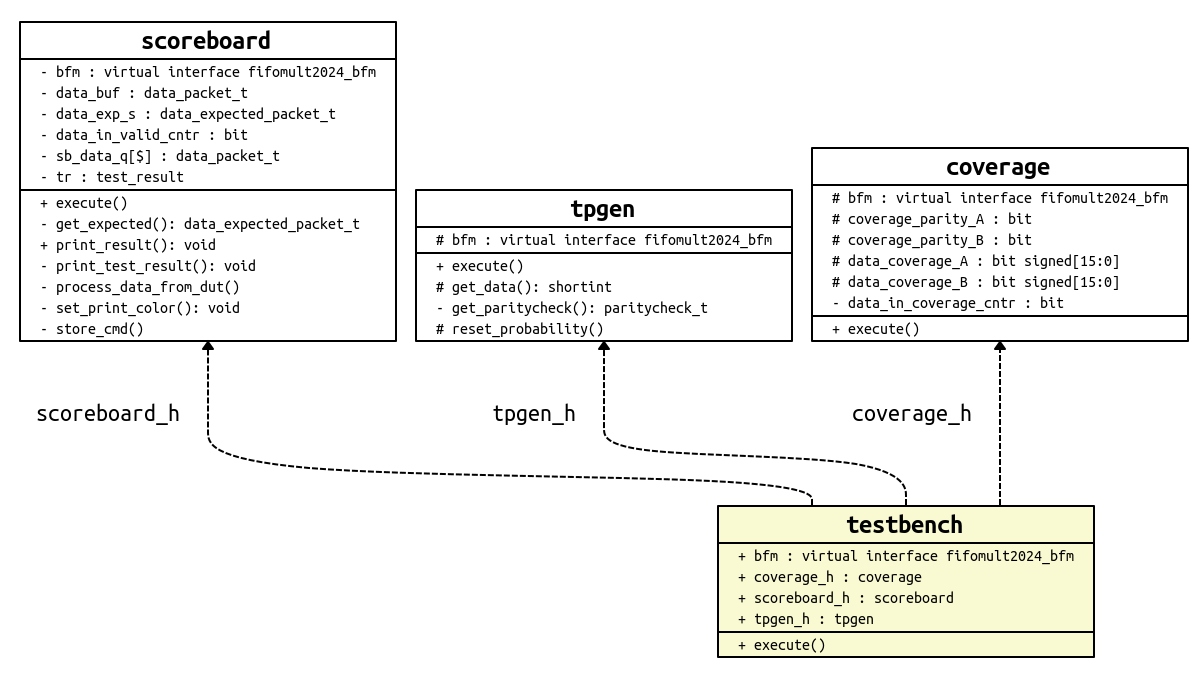 scoreboard
- bfm : virtual interface fifomult2024_bfm
- data_buf : data_packet_t
- data_exp_s : data_expected_packet_t
- data_in_valid_cntr : bit
- sb_data_q[$] : data_packet_t
- tr : test_result
+ execute()
- get_expected(): data_expected_packet_t
+ print_result(): void
- print_test_result(): void
- process_data_from_dut()
- set_print_color(): void
- store_cmd()
tpgen
# bfm : virtual interface fifomult2024_bfm
+ execute()
# get_data(): shortint
- get_paritycheck(): paritycheck_t
# reset_probability()
coverage
# bfm : virtual interface fifomult2024_bfm
# coverage_parity_A : bit
# coverage_parity_B : bit
# data_coverage_A : bit signed[15:0]
# data_coverage_B : bit signed[15:0]
- data_in_coverage_cntr : bit
+ execute()
scoreboard_h
tpgen_h
coverage_h
testbench
+ bfm : virtual interface fifomult2024_bfm
+ coverage_h : coverage
+ scoreboard_h : scoreboard
+ tpgen_h : tpgen
+ execute()